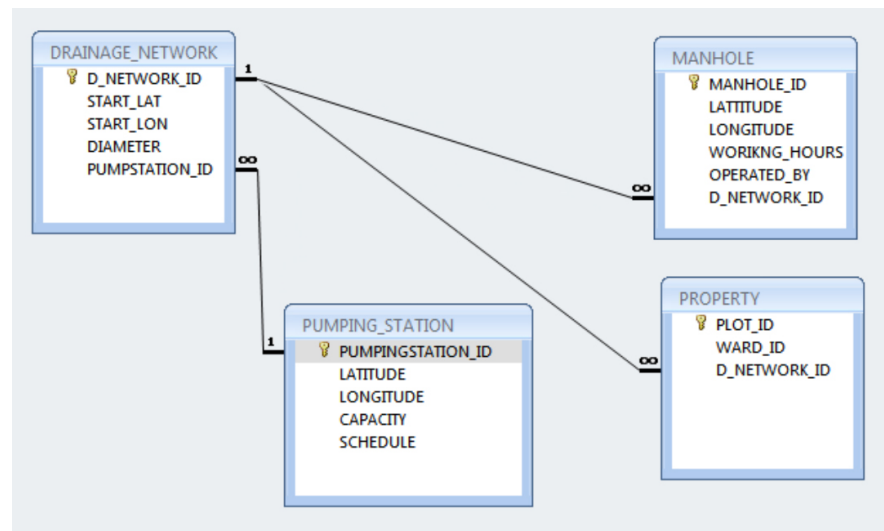 DRAINAGE_NETWORK
D_NETWORK_ID
START_LAT
START_LON
DIAMETER
PUMPSTATION_ID
1
∞
MANHOLE
MANHOLE_ID
LATTITUDE
LONGITUDE
WORIKNG_HOURS
OPERATED_BY
D_NETWORK_ID
∞
PUMPING_STATION
PUMPINGSTATION_ID
LATITUDE
LONGITUDE
CAPACITY
SCHEDULE
1
PROPERTY
PLOT_ID
WARD_ID
D_NETWORK_ID
∞